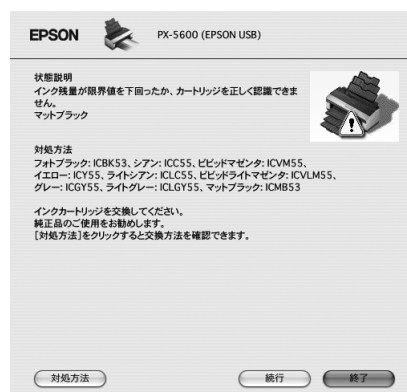 EPSON
PX-5600 (EPSON USB)
状態説明
インク残量が限界値を下回ったか、カートリッジを正しく認識できま
せん。
マットブラック
対処方法
フォトブラック: ICBK53、シアン: ICC55、ビビッドマゼンタ: ICVM55、
イエロー: ICY55、ライトシアン: ICLC55、ビビッドライトマゼンタ: ICVLM55、
グレー: ICGY55、ライトグレー: ICLGY55、マットブラック: ICMB53
インクカートリッジを交換してください。
純正品のご使用をお勧めします。
[対処方法]をクリックすると交換方法を確認できます。
対処方法
続行
終了